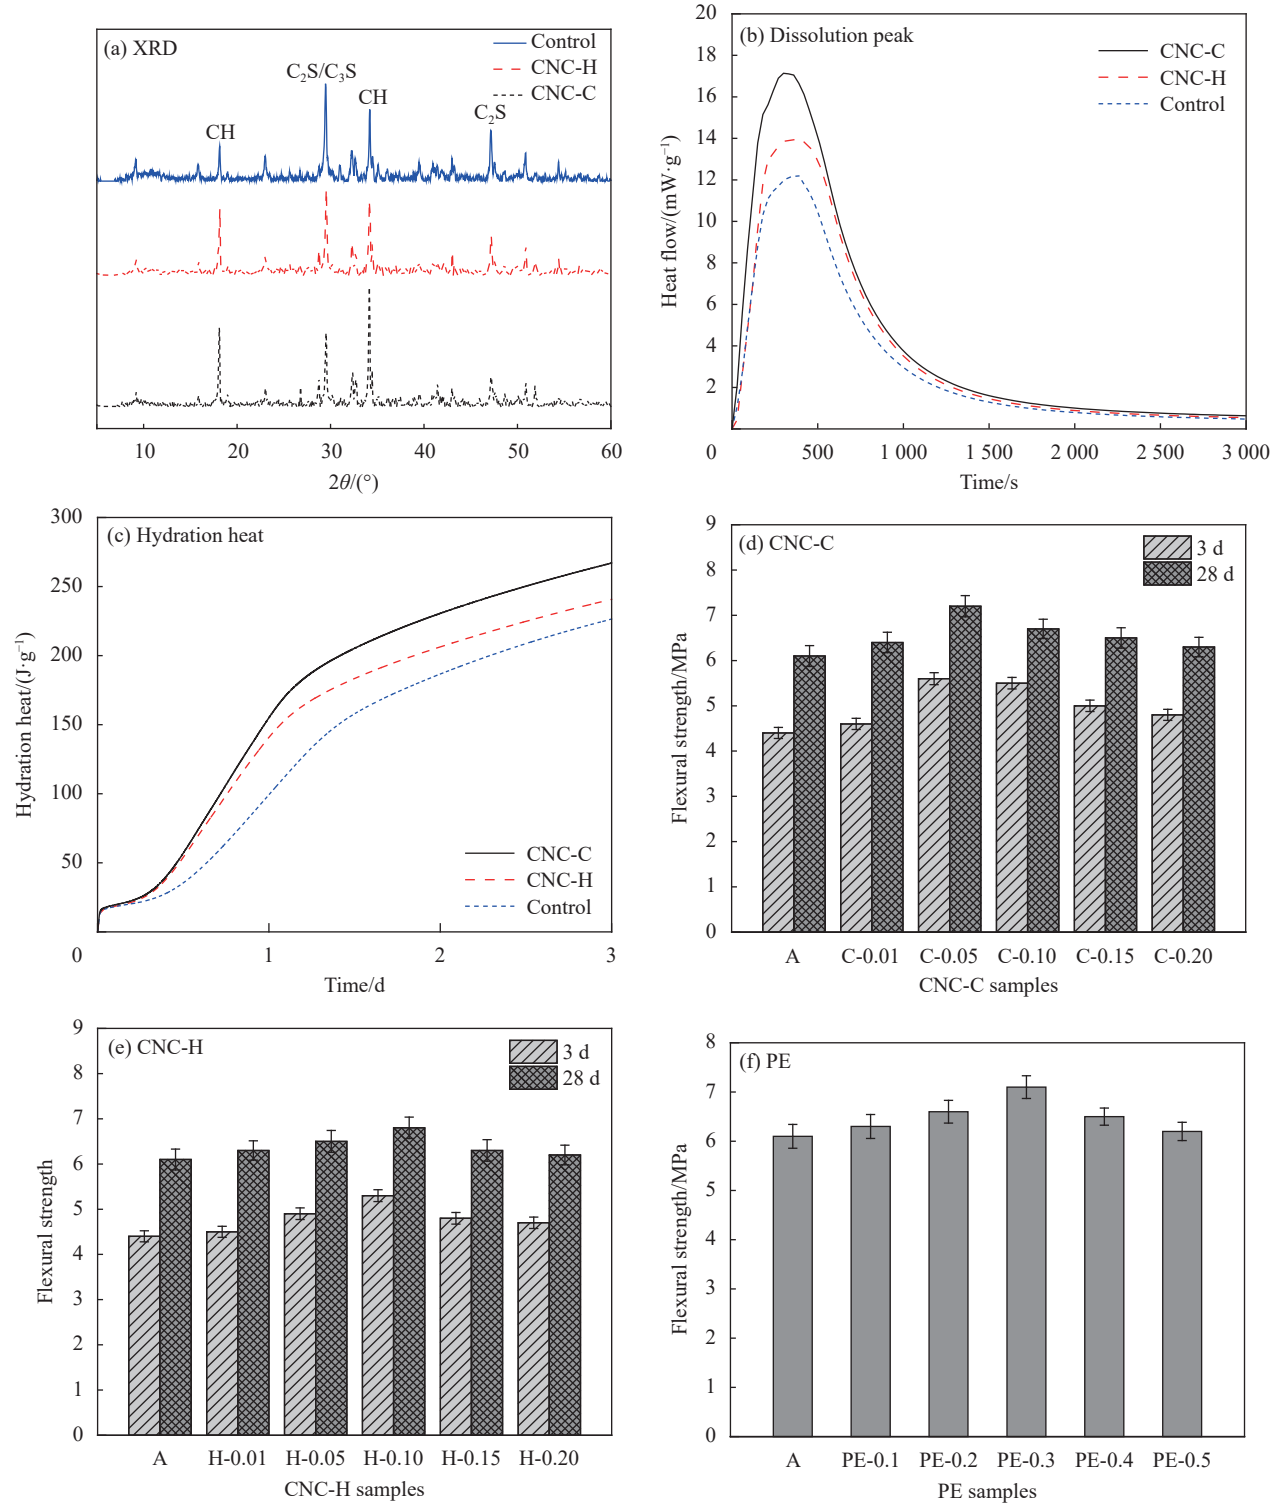 (a) XRD
Control
CNC-H
CNC-C
C₂S/C₃S
CH
CH
C₂S
10 20 30 40 50 60
2θ/(°)
(b) Dissolution peak
CNC-C
CNC-H
Control
20
18
16
14
12
10
8
6
4
2
0
500 1 000 1 500 2 000 2 500 3 000
Heat flow/(mW·g⁻¹)
Time/s
(c) Hydration heat
300
250
200
150
100
50
0
1 2 3
Hydration heat/(J·g⁻¹)
Time/d
CNC-C
CNC-H
Control
(d) CNC-C
3 d
28 d
9
8
7
6
5
4
3
2
1
0
Flexural strength/MPa
A C-0.01 C-0.05 C-0.10 C-0.15 C-0.20
CNC-C samples
(e) CNC-H
3 d
28 d
9
8
7
6
5
4
3
2
1
0
Flexural strength
A H-0.01 H-0.05 H-0.10 H-0.15 H-0.20
CNC-H samples
(f) PE
8
7
6
5
4
3
2
1
0
Flexural strength/MPa
A PE-0.1 PE-0.2 PE-0.3 PE-0.4 PE-0.5
PE samples